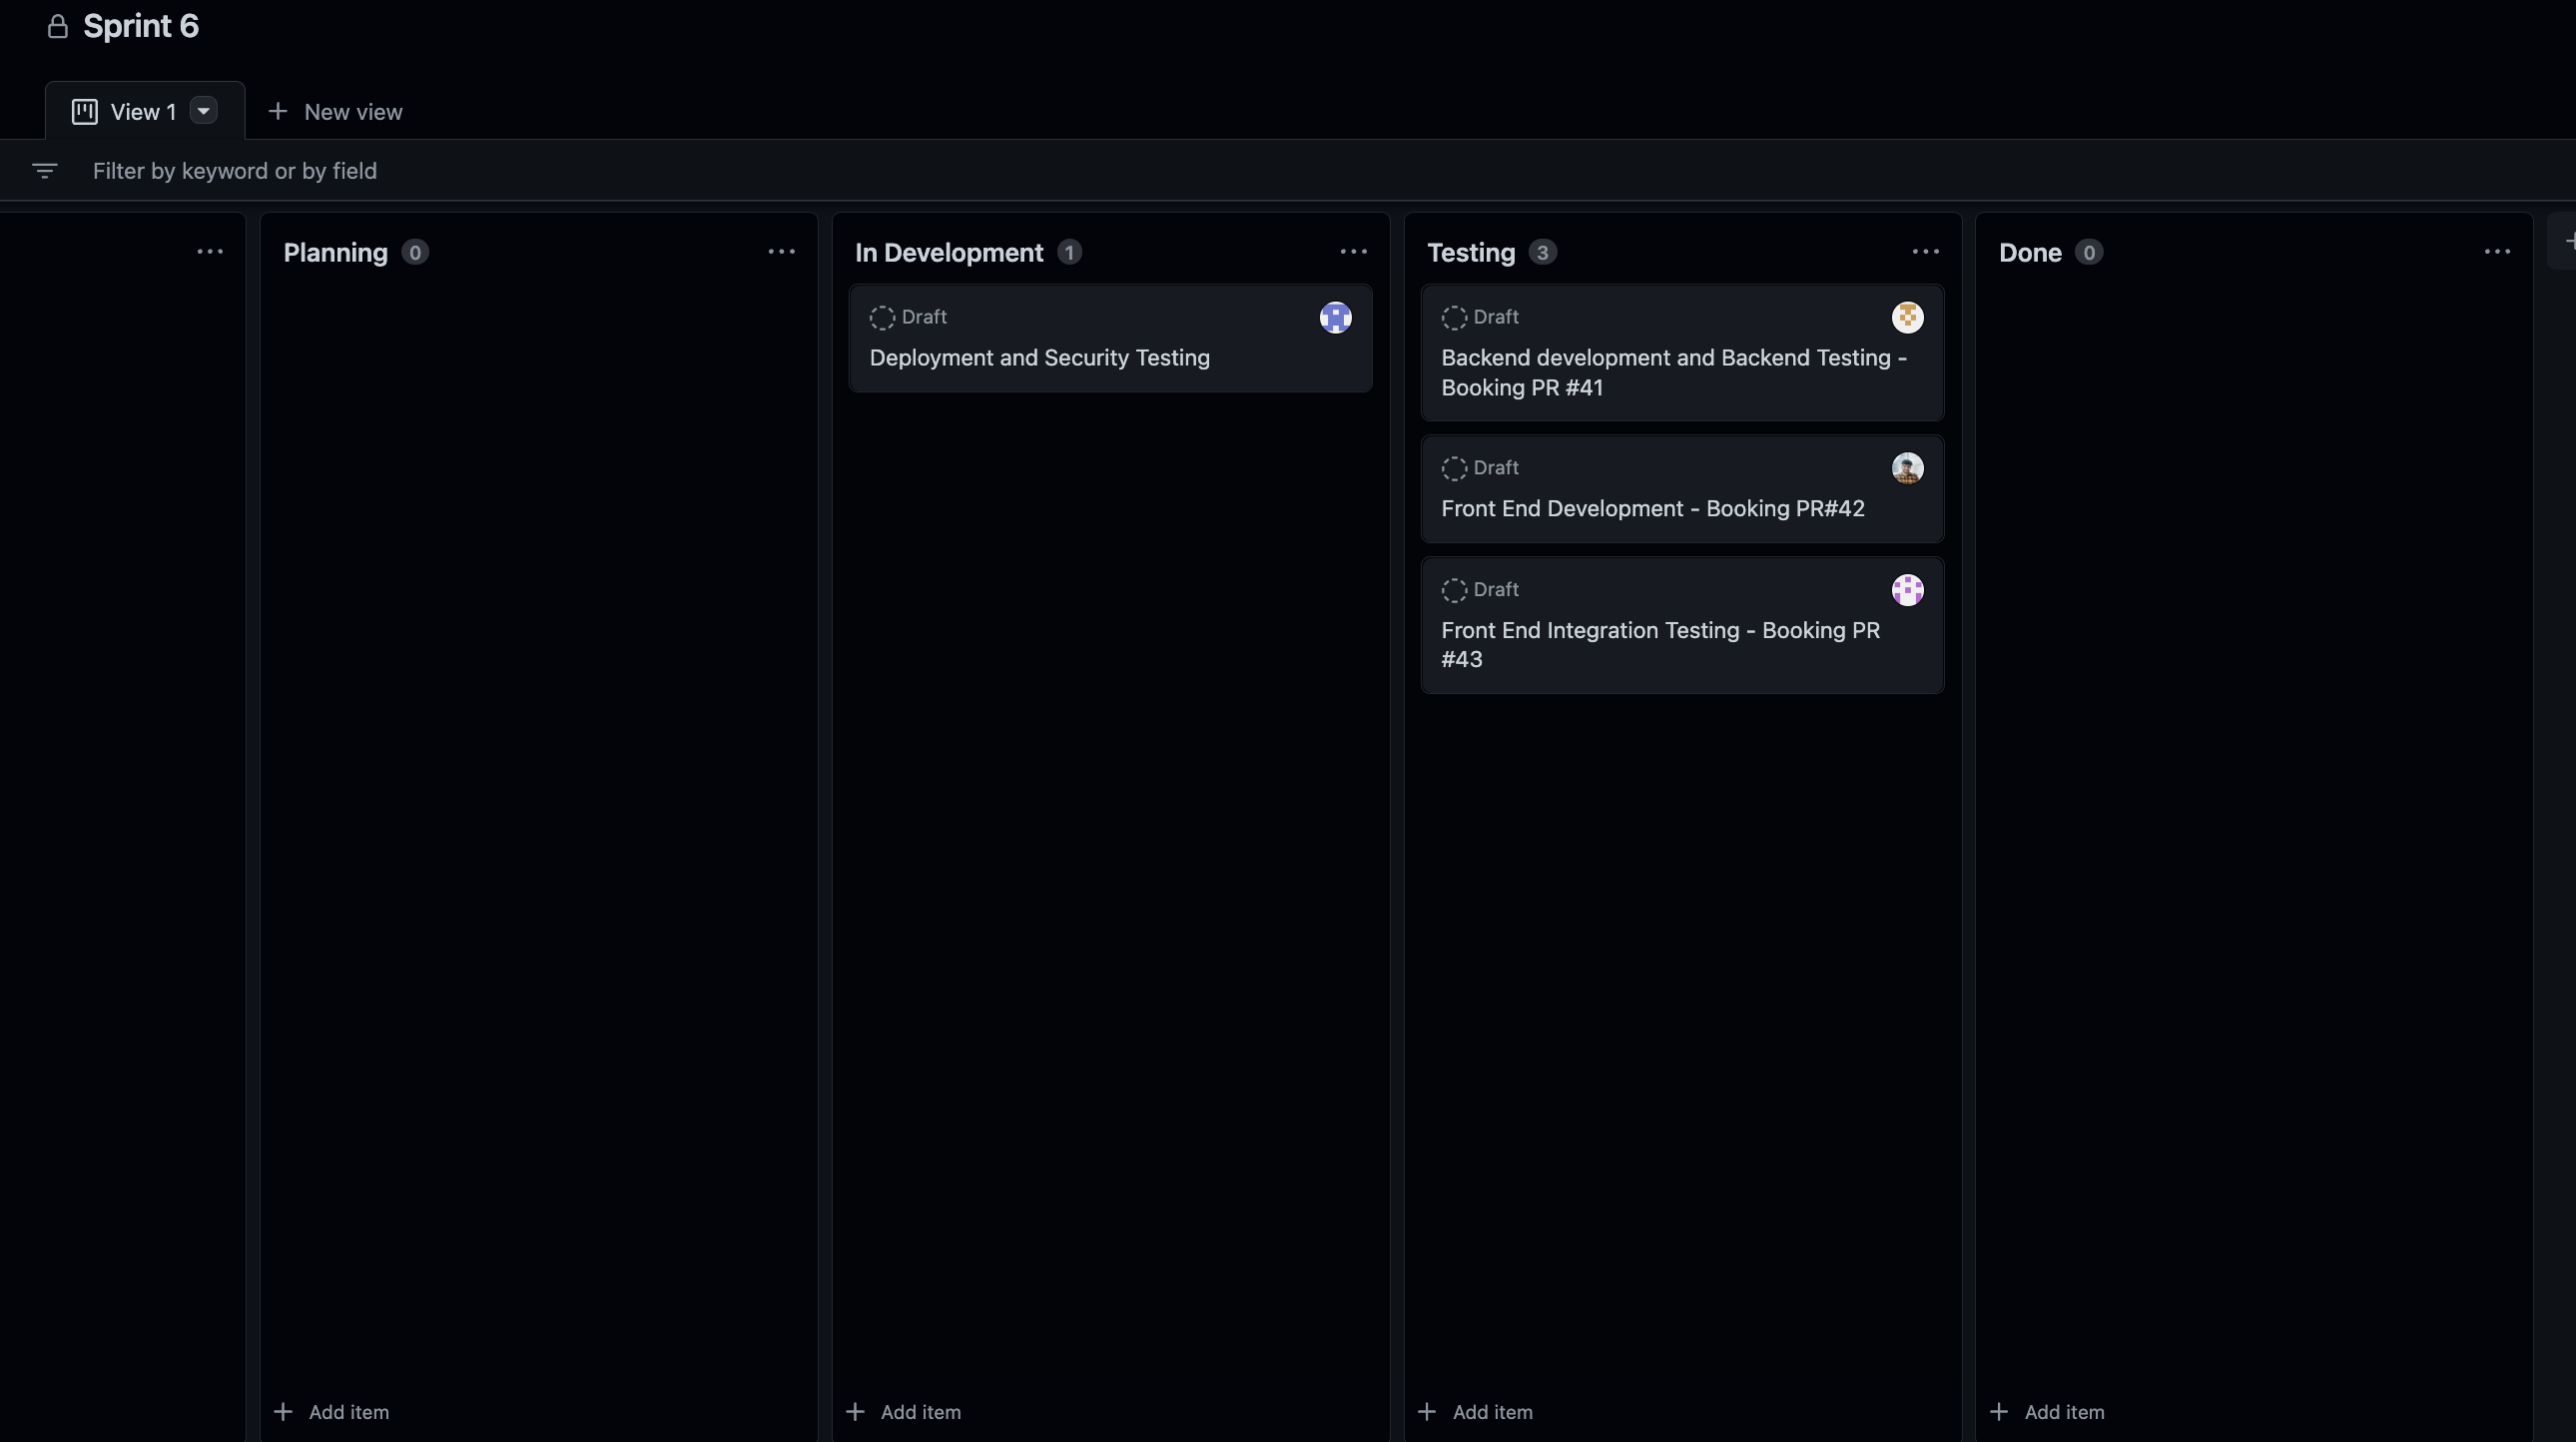 Sprint 6
View 1
New view
Filter by keyword or by field
Planning 0
In Development 1
Testing 3
Done 0
Draft
Deployment and Security Testing
Draft
Backend development and Backend Testing -
Booking PR #41
Draft
Front End Development - Booking PR#42
Draft
Front End Integration Testing - Booking PR
#43
Add item
Add item
Add item
Add item